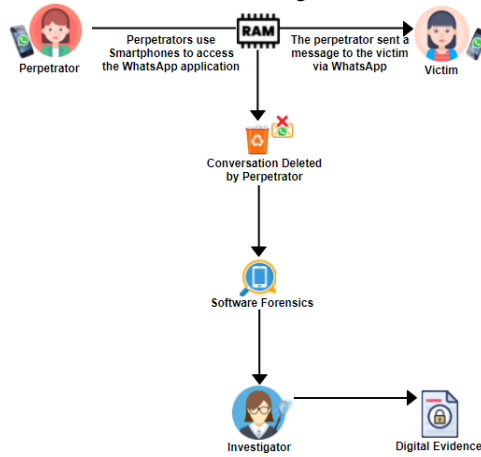 RAM
Perpetrators use
Smartphones to access
the WhatsApp application
The perpetrator sent a
message to the victim
via WhatsApp
Perpetrator
Victim
Conversation Deleted
by Perpetrator
Software Forensics
Investigator
Digital Evidence